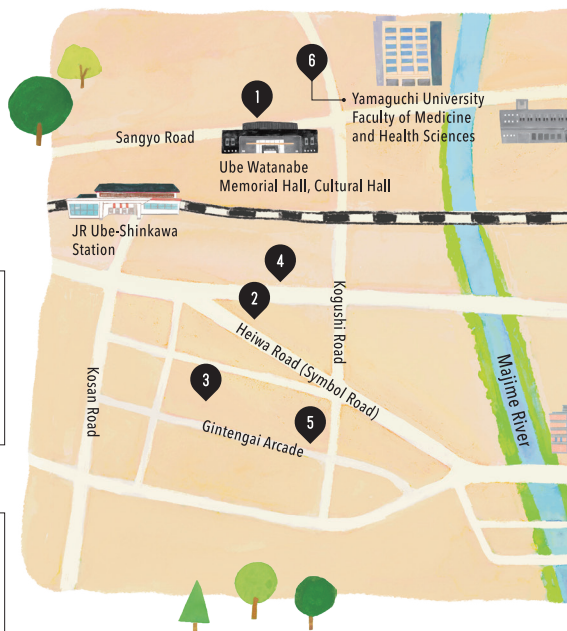 6
1
Yamaguchi University
Faculty of Medicine
and Health Sciences
Sangyo Road
Ube Watanabe
Memorial Hall, Cultural Hall
JR Ube-Shinkawa
Station
4
2
Kogushi Road
Heiwa Road (Symbol Road)
Majime River
3
Kosan Road
5
Gintengai Arcade